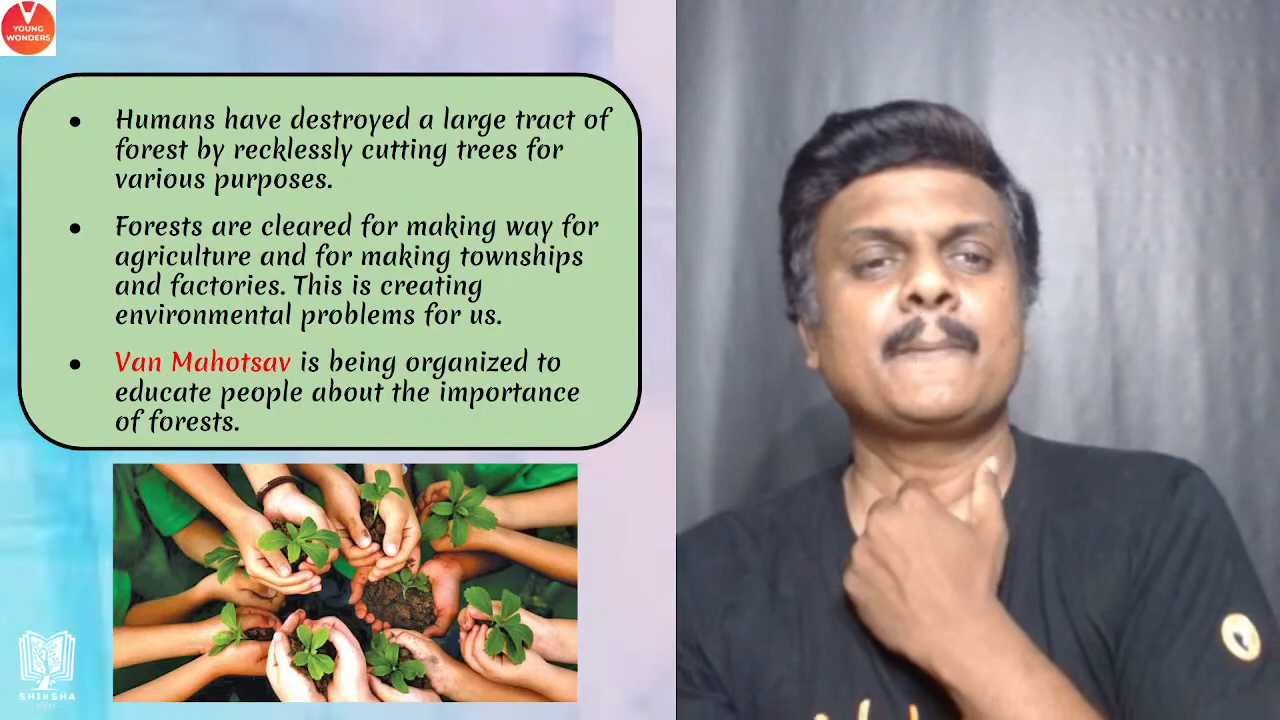 YOUNG
WONDERS
• Humans have destroyed a large tract of
forest by recklessly cutting trees for
various purposes.
• Forests are cleared for making way for
agriculture and for making townships
and factories. This is creating
environmental problems for us.
• Van Mahotsav is being organized to
educate people about the importance
of forests.
SHIKSHA